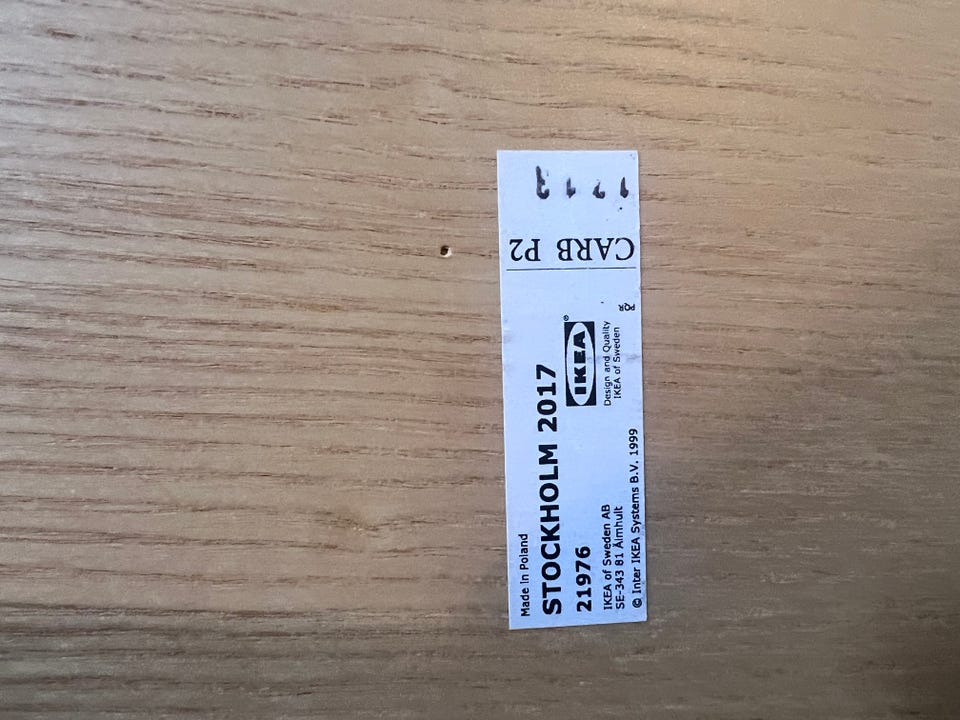 Made in Poland
STOCKHOLM 2017
21976
IKEA®
Design and Quality
IKEA of Sweden
IKEA of Sweden AB
SE-343 81 Älmhult
© Inter IKEA Systems B.V. 1999
CARB P2